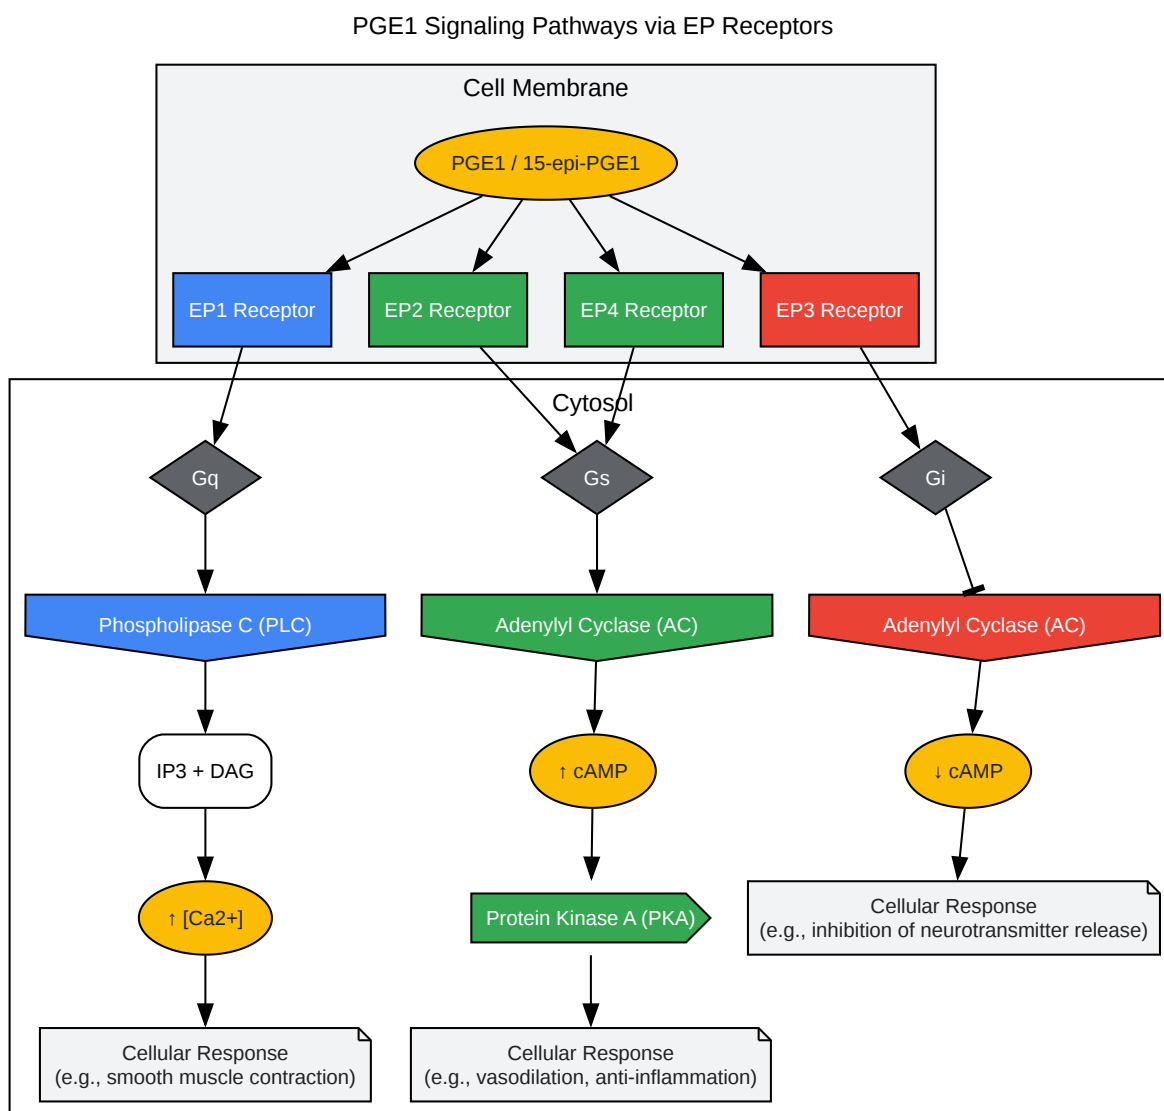 PGE1 Signaling Pathways via EP Receptors
Cell Membrane
PGE1 / 15-epi-PGE1
EP1 Receptor
EP2 Receptor
EP4 Receptor
EP3 Receptor
Cytosol
Gq
Gs
Gi
Phospholipase C (PLC)
Adenylyl Cyclase (AC)
Adenylyl Cyclase (AC)
IP3 + DAG
↑ cAMP
↓ cAMP
↑ [Ca2+]
Protein Kinase A (PKA)
Cellular Response
(e.g., inhibition of neurotransmitter release)
Cellular Response
(e.g., smooth muscle contraction)
Cellular Response
(e.g., vasodilation, anti-inflammation)